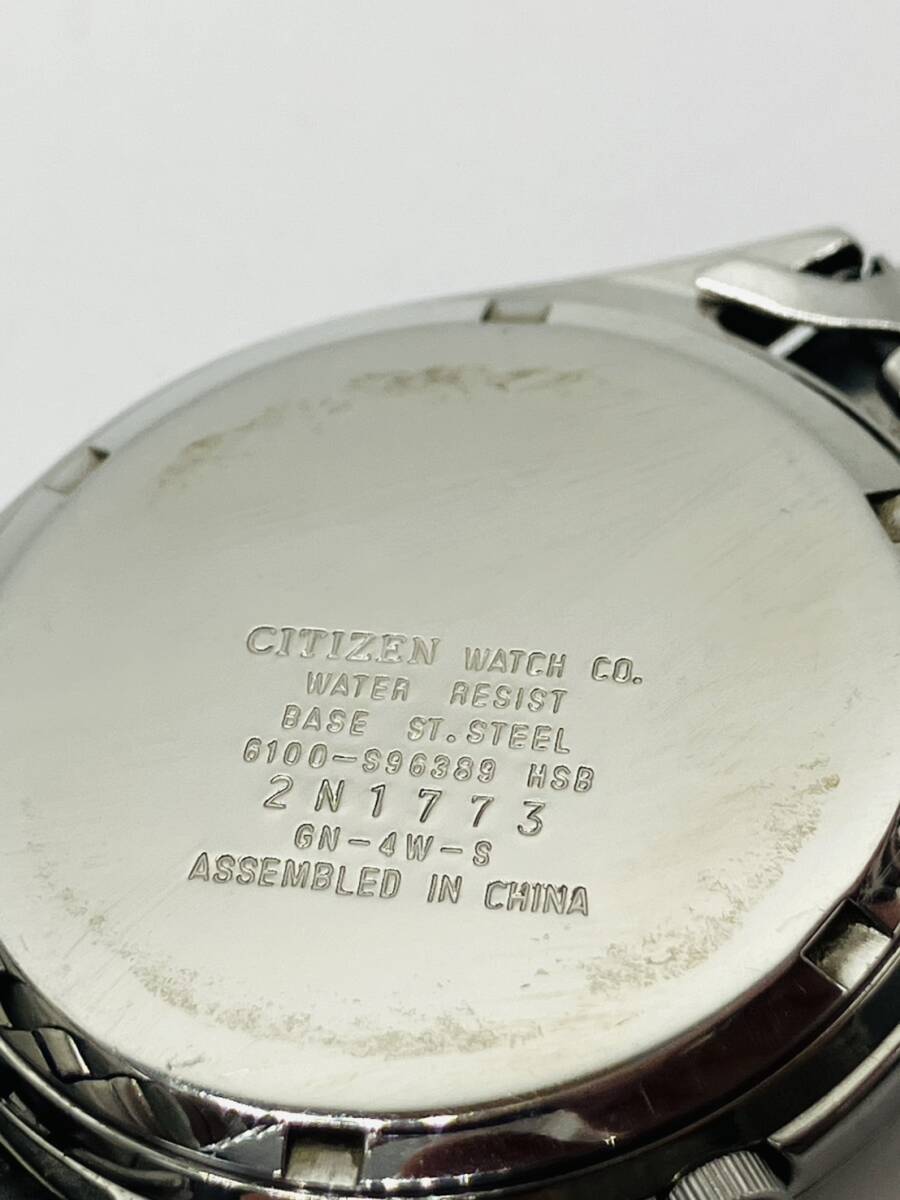 CITIZEN WATCH CO.
WATER RESIST
BASE ST.STEEL
6100-S96389 HSB
2N1773
GN-4W-S
ASSEMBLED IN CHINA